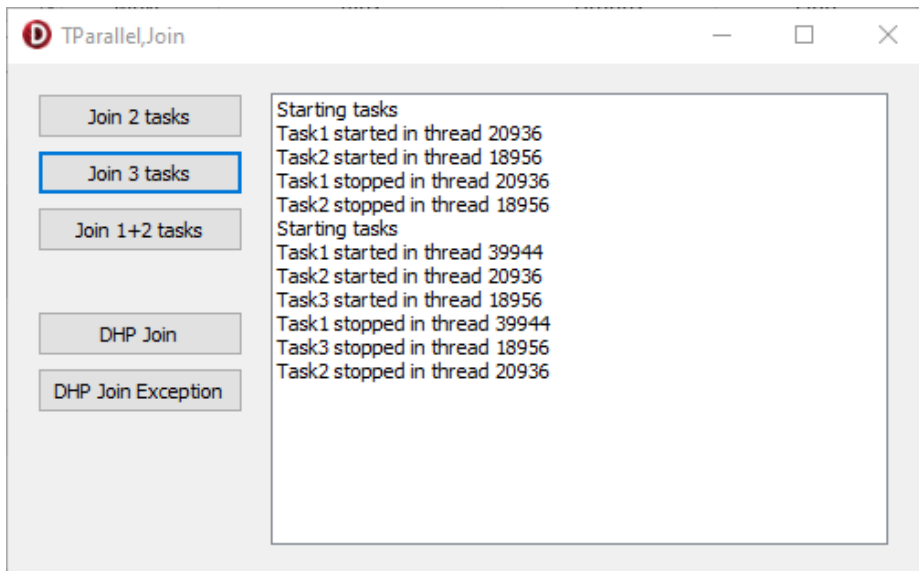 TParallel,Join
Join 2 tasks
Join 3 tasks
Join 1+2 tasks
DHP Join
DHP Join Exception
Starting tasks
Task1 started in thread 20936
Task2 started in thread 18956
Task1 stopped in thread 20936
Task2 stopped in thread 18956
Starting tasks
Task1 started in thread 39944
Task2 started in thread 20936
Task3 started in thread 18956
Task1 stopped in thread 39944
Task3 stopped in thread 18956
Task2 stopped in thread 20936